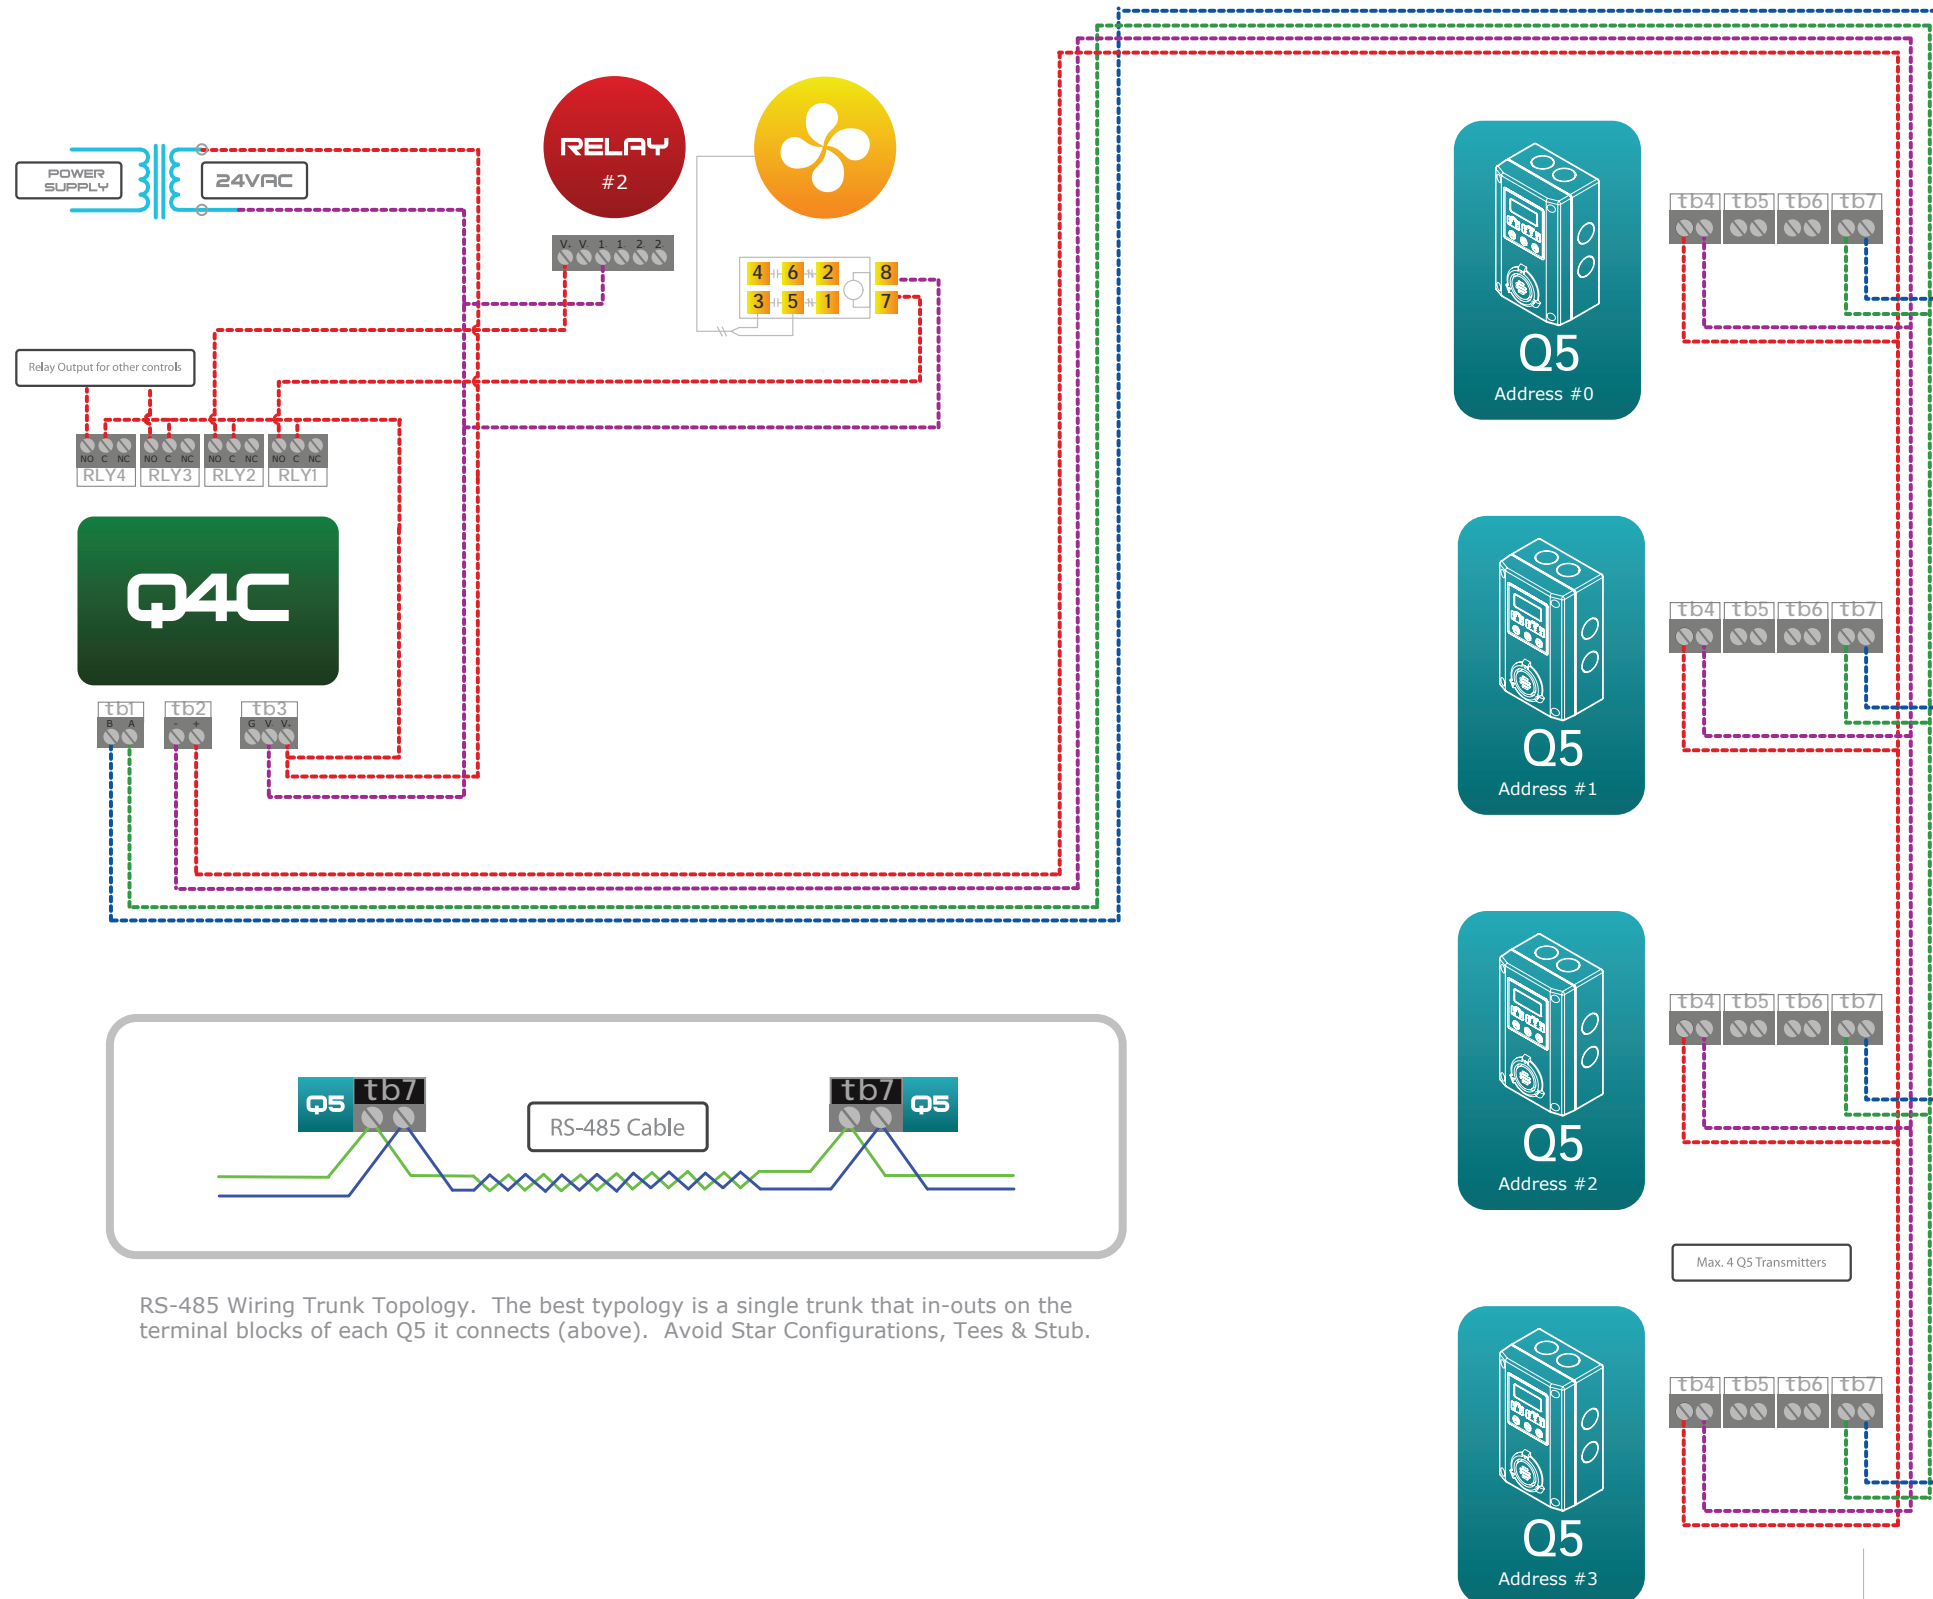 POWER
SUPPLY
24VAC
RELAY
#2
V+ V- 1 1 2 2
4 6 2 8
3 5 1 7
Relay Output for other controls
NO C NC NO C NC NO C NC NO C NC
RLY4 RLY3 RLY2 RLY1
Q4C
tb1 tb2 tb3
B A - + G V- V+
tb4 tb5 tb6 tb7
Q5
Address #0
tb4 tb5 tb6 tb7
Q5
Address #1
tb4 tb5 tb6 tb7
Q5
Address #2
Max. 4 Q5 Transmitters
tb4 tb5 tb6 tb7
Q5
Address #3
Q5 tb7
RS-485 Cable
tb7 Q5
RS-485 Wiring Trunk Topology. The best typology is a single trunk that in-outs on the
terminal blocks of each Q5 it connects (above). Avoid Star Configurations, Tees & Stub.